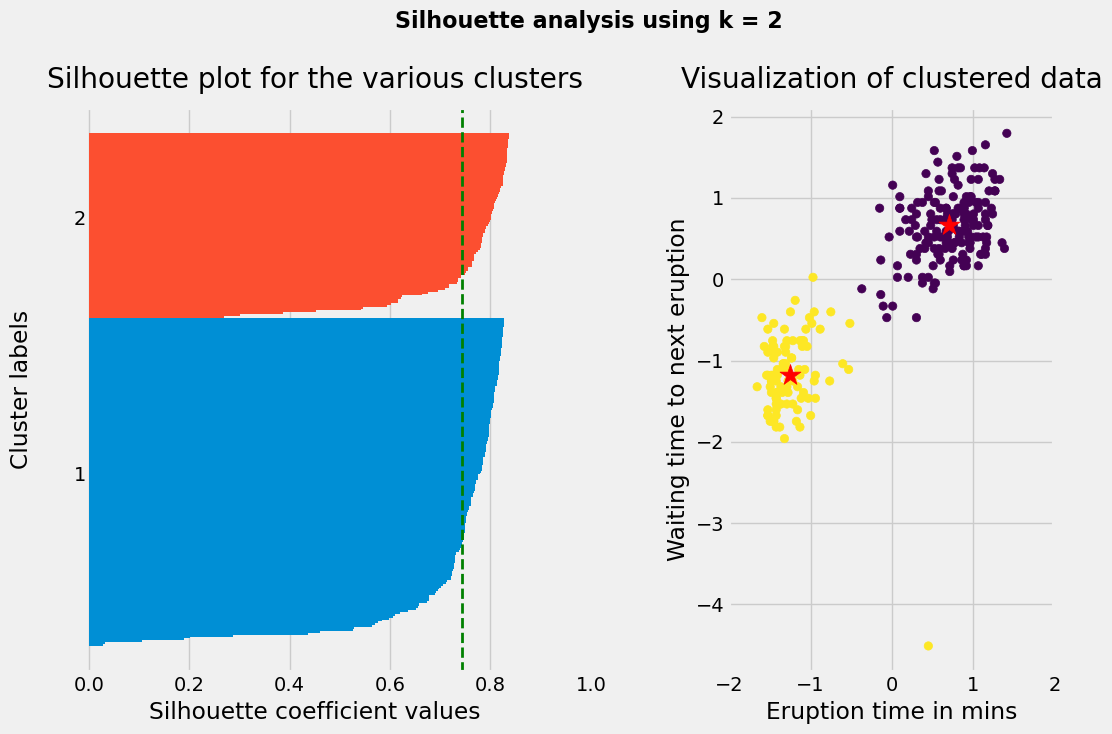 Silhouette analysis using k = 2
Silhouette plot for the various clusters
Cluster labels
2
1
0.0 0.2 0.4 0.6 0.8 1.0
Silhouette coefficient values
Visualization of clustered data
Waiting time to next eruption
2
1
0
−1
−2
−3
−4
−2 −1 0 1 2
Eruption time in mins